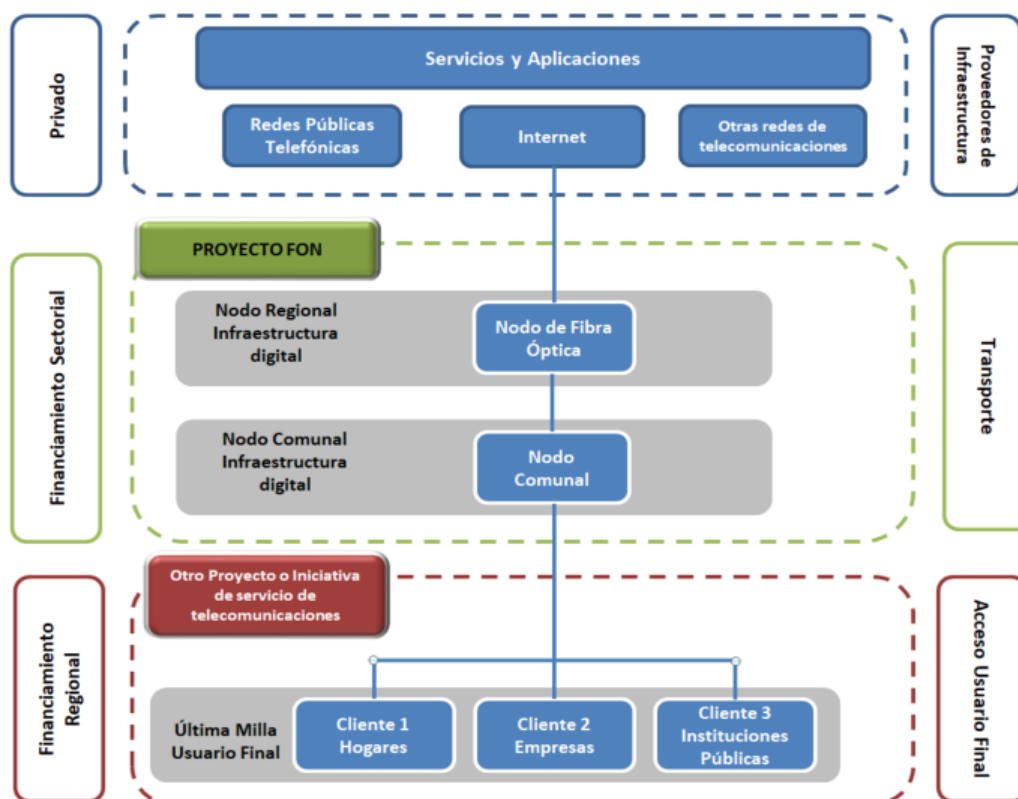 Privado
Servicios y Aplicaciones
Redes Públicas
Telefónicas
Internet
Otras redes de
telecomunicaciones
Proveedores de
Infraestructura
Financiamiento Sectorial
PROYECTO FON
Nodo Regional
Infraestructura
digital
Nodo de Fibra
Óptica
Nodo Comunal
Infraestructura
digital
Nodo
Comunal
Transporte
Financiamiento
Regional
Otro Proyecto o Iniciativa
de servicio de
telecomunicaciones
Última Milla
Usuario Final
Cliente 1
Hogares
Cliente 2
Empresas
Cliente 3
Instituciones
Públicas
Acceso Usuario Final